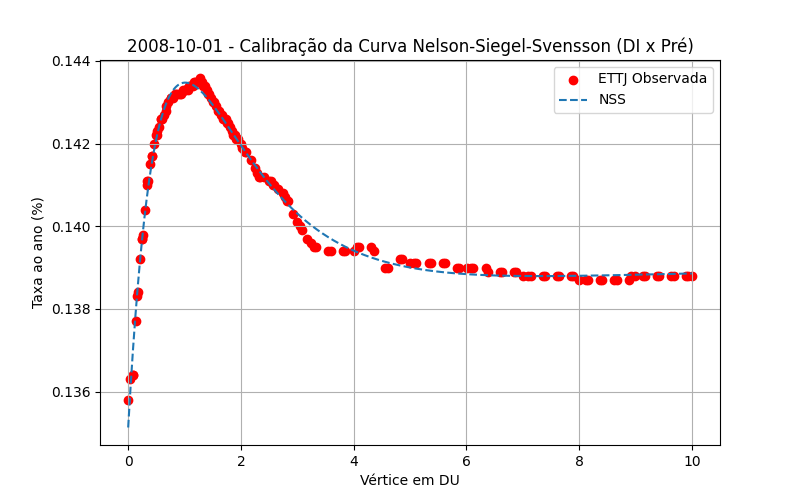 2008-10-01 - Calibração da Curva Nelson-Siegel-Svensson (DI x Pré)
ETTJ Observada
NSS
Taxa ao ano (%)
0.144
0.142
0.140
0.138
0.136
0
2
4
6
8
10
Vértice em DU